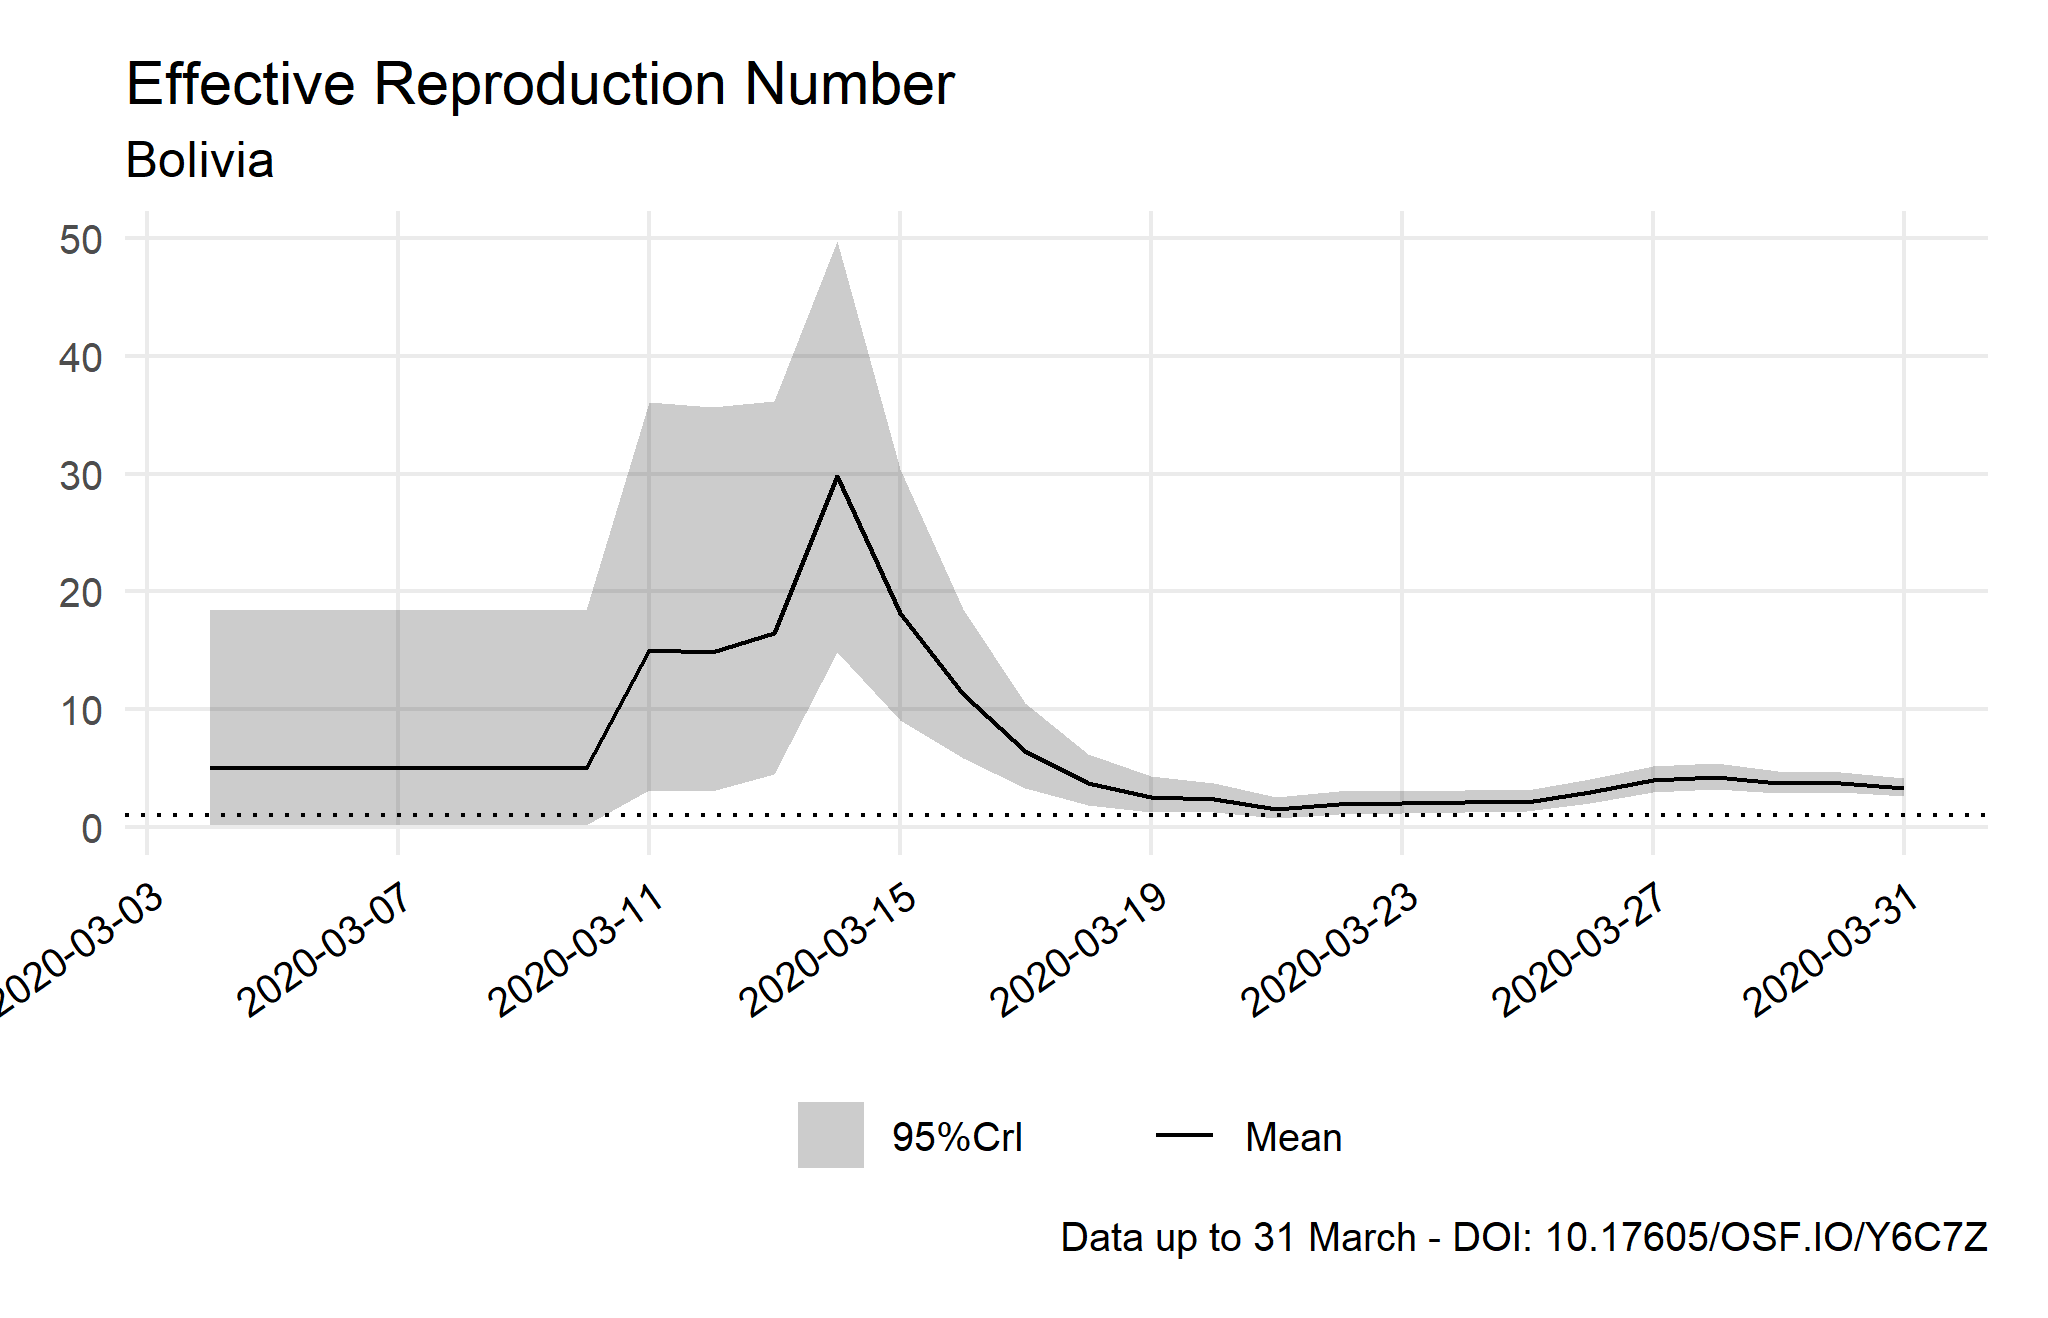 Effective Reproduction Number
Bolivia
50
40
30
20
10
0
2020-03-03
2020-03-07
2020-03-11
2020-03-15
2020-03-19
2020-03-23
2020-03-27
2020-03-31
95%CrI
Mean
Data up to 31 March - DOI: 10.17605/OSF.IO/Y6C7Z